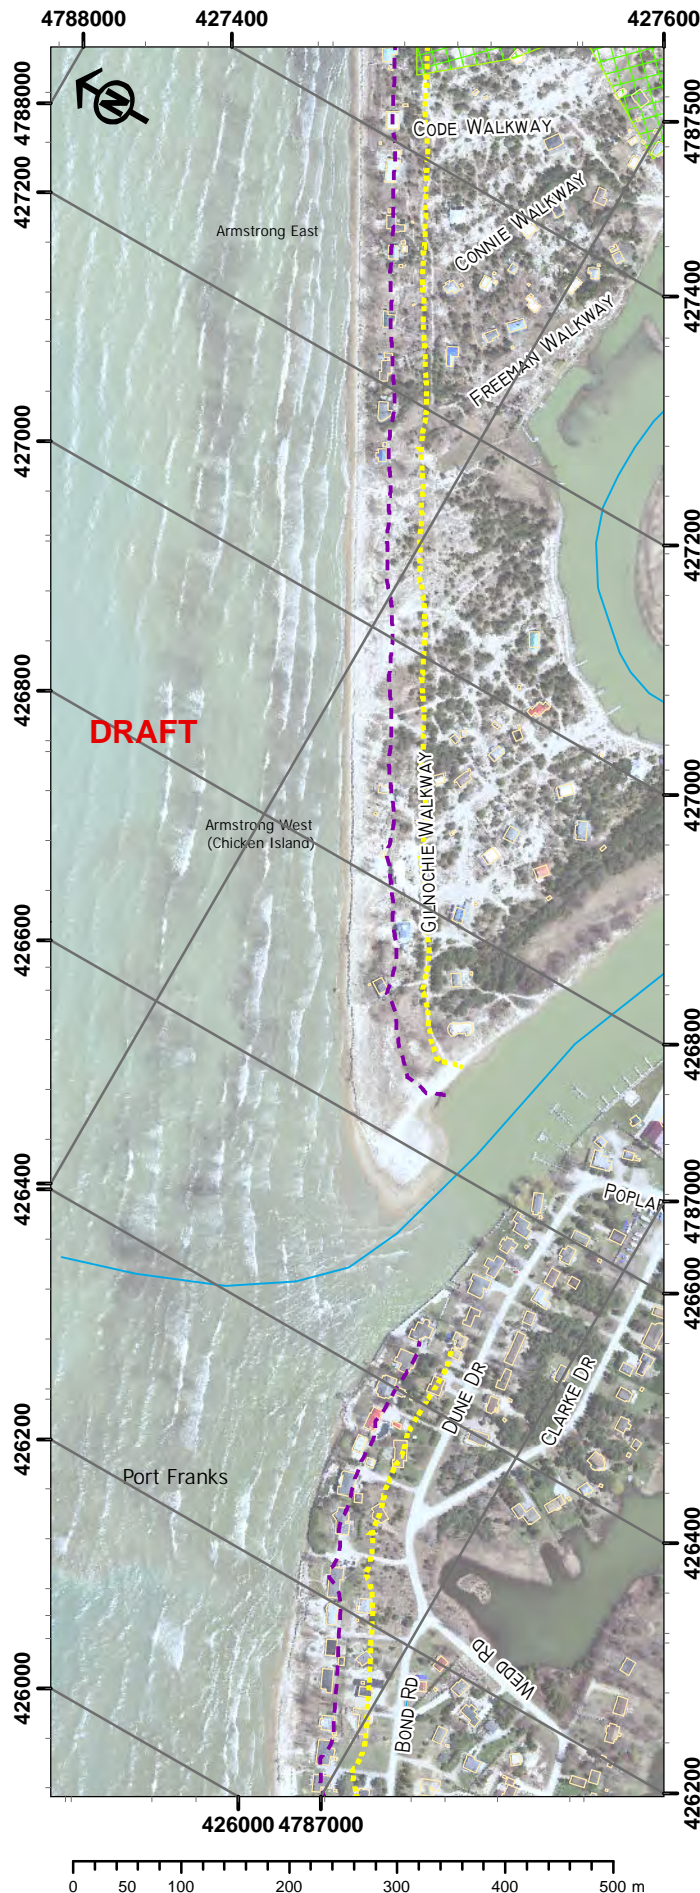 4788000
427400
427600
4788000
4787500
N
CODE WALKWAY
427200
CONNIE WALKWAY
Armstrong East
427400
FREEMAN WALKWAY
427000
427200
426800
DRAFT
GILNOCHIE WALKWAY
427000
Armstrong West
(Chicken Island)
426600
426800
426400
POPLAR
4787000
426600
DUNE DR
CLARKE DR
426200
Port Franks
426400
WEDD RD
426000
BOND RD
426200
426000
4787000
0 50 100 200 300 400 500 m